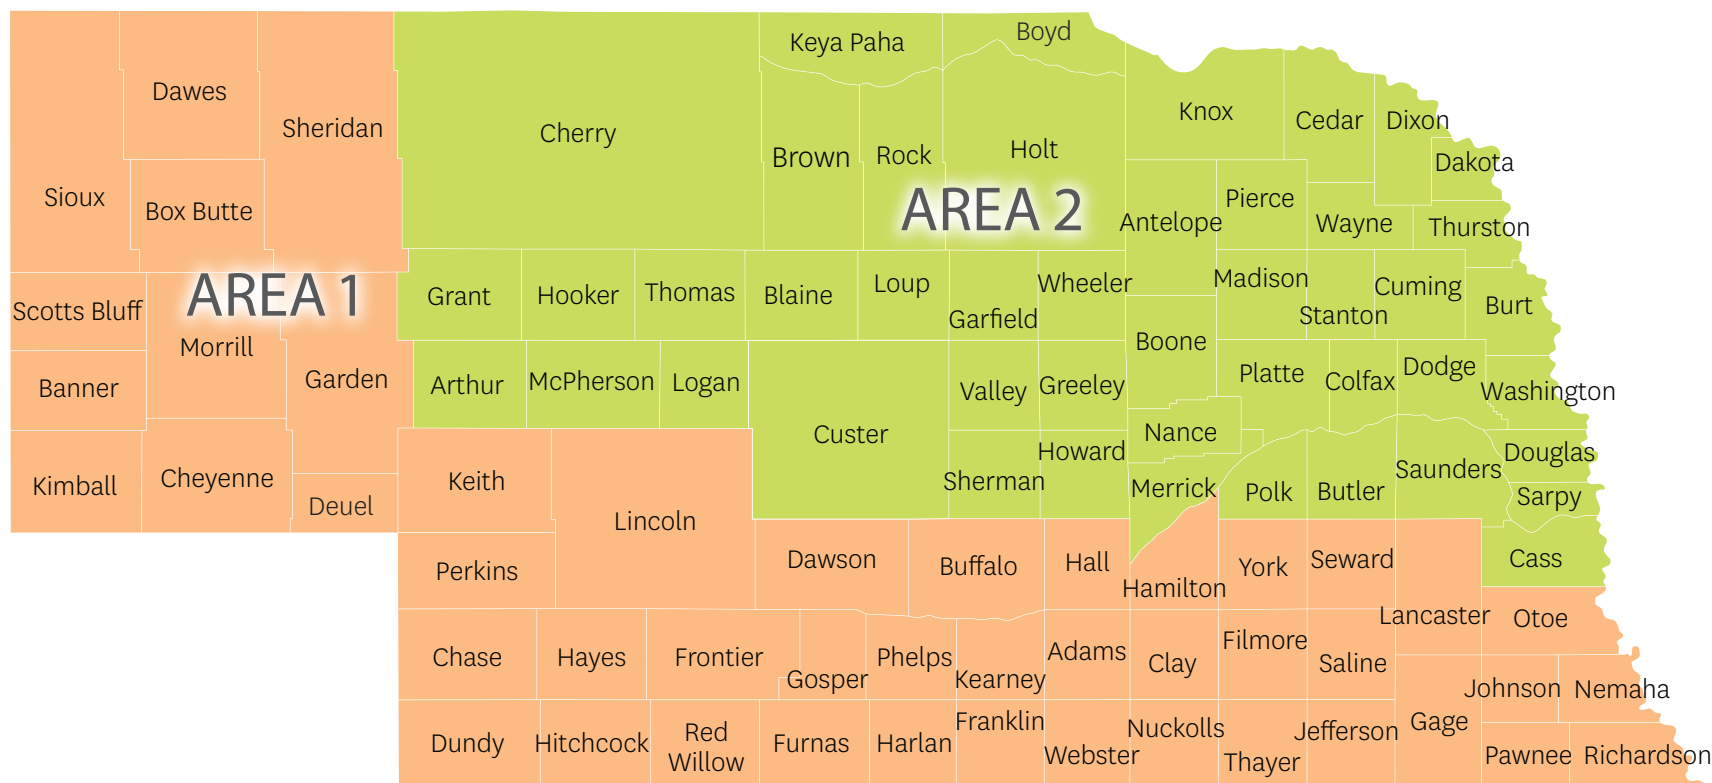 Boyd
Keya Paha
Dawes
Sheridan
Cherry
Brown
Rock
Holt
Knox
Cedar
Dixon
Dakota
Sioux
Box Butte
AREA 2
Antelope
Pierce
Wayne
Thurston
AREA 1
Scotts Bluff
Morrill
Grant
Hooker
Thomas
Blaine
Loup
Garfield
Wheeler
Madison
Stanton
Cuming
Burt
Boone
Banner
Garden
Arthur
McPherson
Logan
Valley
Greeley
Platte
Colfax
Dodge
Washington
Custer
Nance
Howard
Sherman
Merrick
Polk
Butler
Saunders
Douglas
Sarpy
Kimball
Cheyenne
Deuel
Keith
Lincoln
Perkins
Dawson
Buffalo
Hall
Hamilton
York
Seward
Lancaster
Cass
Otoe
Chase
Hayes
Frontier
Gosper
Phelps
Kearney
Adams
Clay
Filmore
Saline
Johnson
Nemaha
Dundy
Hitchcock
Red
Willow
Furnas
Harlan
Franklin
Webster
Nuckolls
Thayer
Jefferson
Gage
Pawnee
Richardson